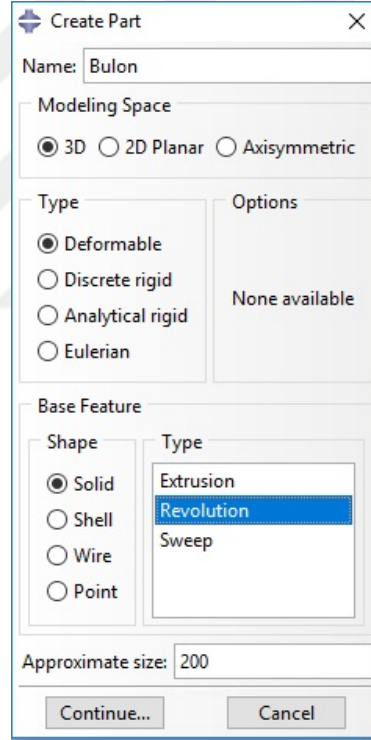 Create Part
Name: Bulon
Modeling Space
3D 2D Planar Axisymmetric
Type
Deformable
Discrete rigid
Analytical rigid
Eulerian
Options
None available
Base Feature
Shape
Solid
Shell
Wire
Point
Type
Extrusion
Revolution
Sweep
Approximate size: 200
Continue... Cancel